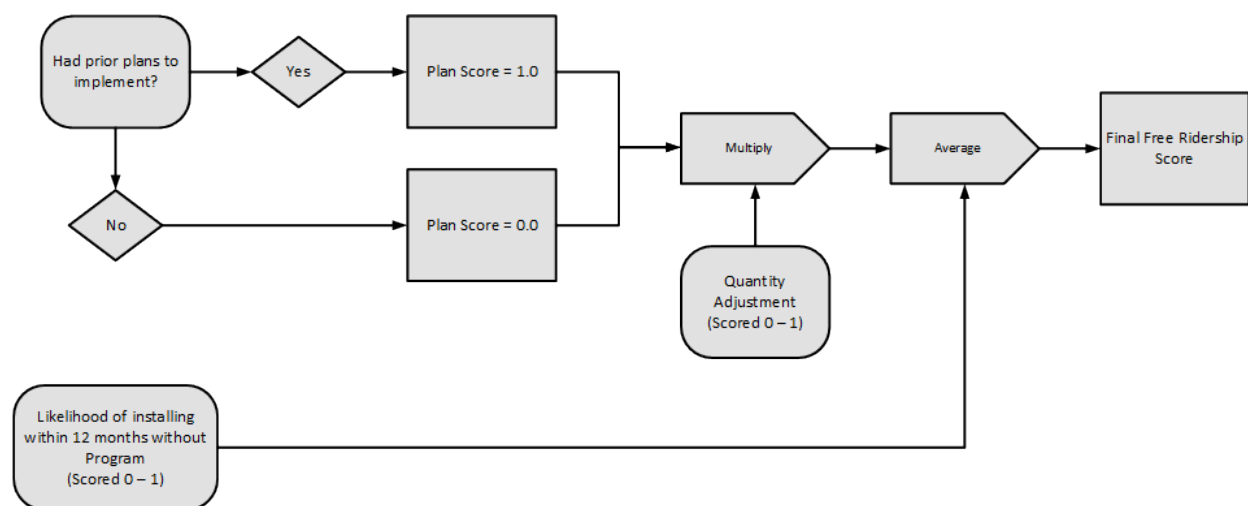 Had prior plans to
implement?
Yes
Plan Score = 1.0
Multiply
Average
Final Free Ridership
Score
No
Plan Score = 0.0
Quantity
Adjustment
(Scored 0 – 1)
Likelihood of installing
within 12 months without
Program
(Scored 0 – 1)